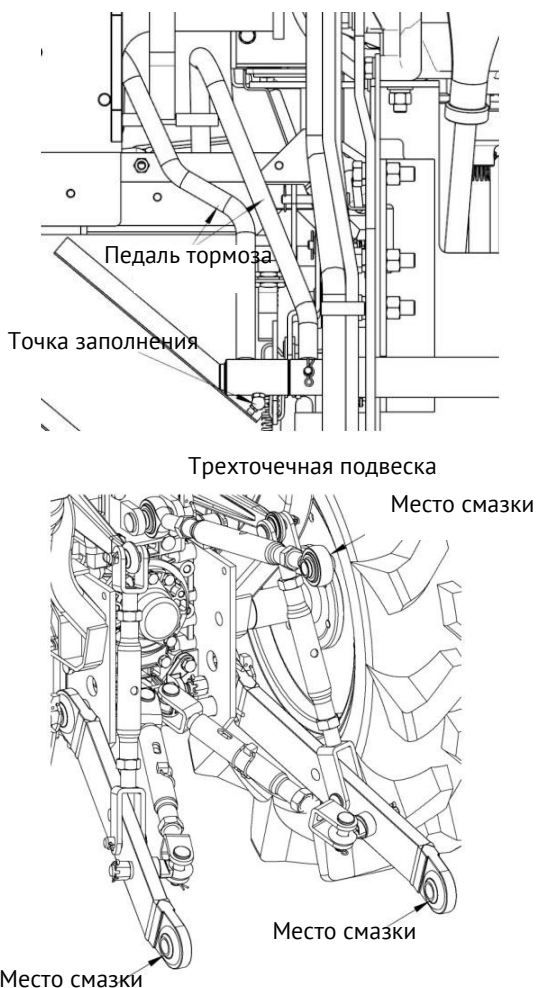 Педаль тормоза
Точка заполнения
Трехточечная подвеска
Место смазки
Место смазки
Место смазки